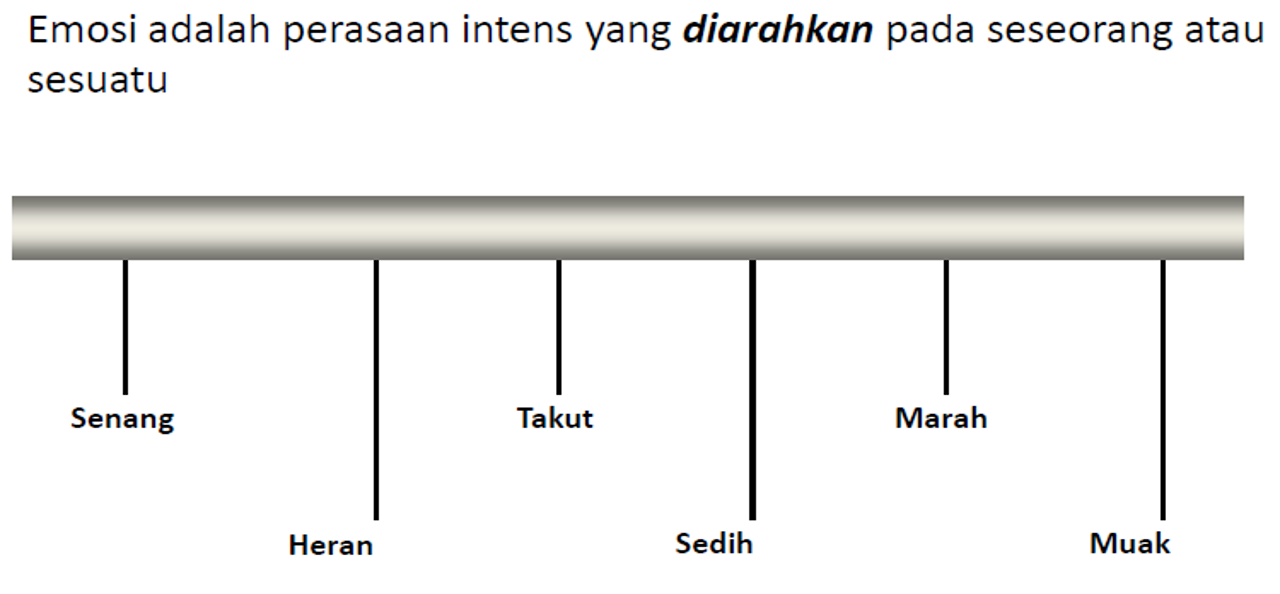 Emosi adalah perasaan intens yang diarahkan pada seseorang atau
sesuatu
Senang
Takut
Marah
Heran
Sedih
Muak